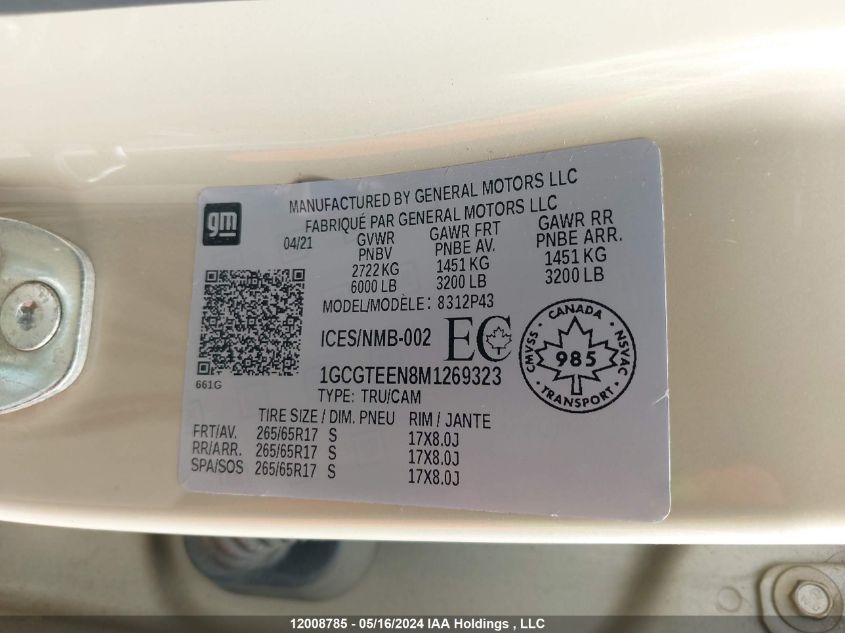 gm
MANUFACTURED BY GENERAL MOTORS LLC
FABRIQUÉ PAR GENERAL MOTORS LLC
04/21 GVWR GAWR FRT GAWR RR
PNBV PNBE AV. PNBE ARR.
2722 KG 1451 KG 1451 KG
6000 LB 3200 LB 3200 LB
MODEL/MODÈLE: 8312P43
ICES/NMB-002 EC
CANADA
CMVSS 985 NSVAC
TRANSPORT
661G
1GCGTEEN8M1269323
TYPE: TRU/CAM
TIRE SIZE / DIM. PNEU RIM / JANTE
FRT/AV. 265/65R17 S 17X8.0J
RR/ARR. 265/65R17 S 17X8.0J
SPA/SOS 265/65R17 S 17X8.0J
12008785 - 05/16/2024 IAA Holdings , LLC